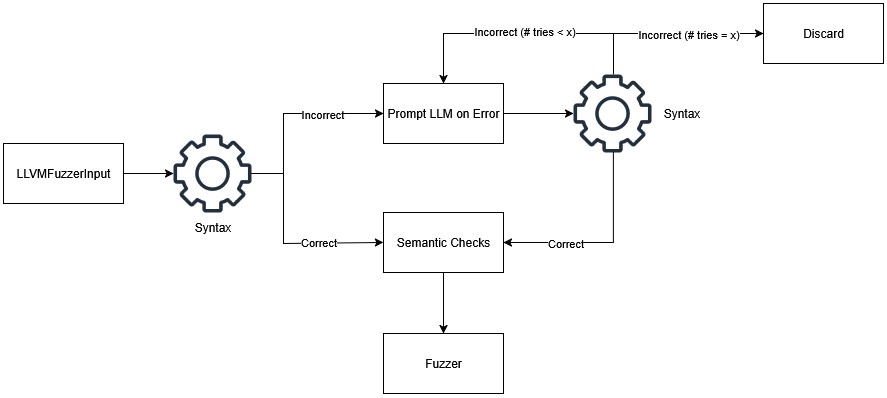 Incorrect (# tries < x)
Incorrect (# tries = x)
Discard
Incorrect
Prompt LLM on Error
Syntax
LLVMFuzzerInput
Syntax
Correct
Semantic Checks
Correct
Fuzzer